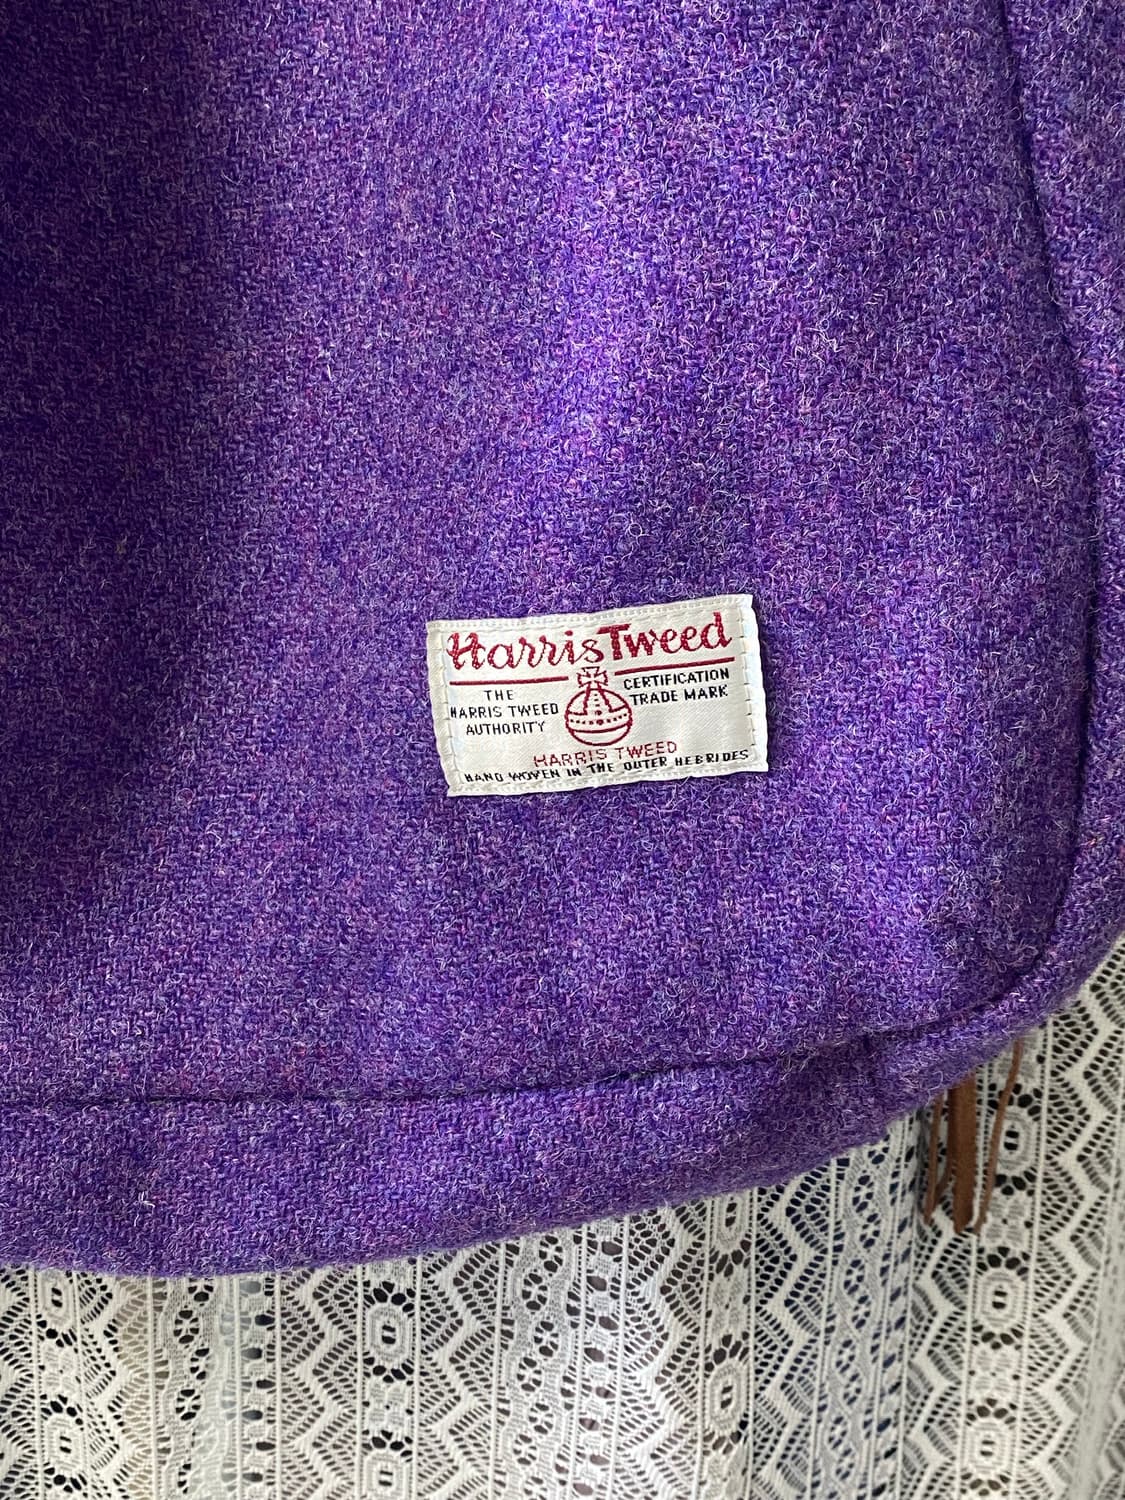 Harris Tweed
THE
HARRIS TWEED
AUTHORITY
CERTIFICATION
TRADE MARK
HARRIS TWEED
HAND WOVEN IN THE OUTER HEBRIDES